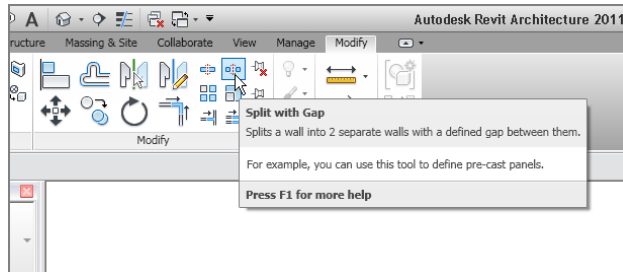 A
Autodesk Revit Architecture 2011
ructure Massing & Site Collaborate View Manage Modify
Split with Gap
Splits a wall into 2 separate walls with a defined gap between them.
Modify
For example, you can use this tool to define pre-cast panels.
Press F1 for more help